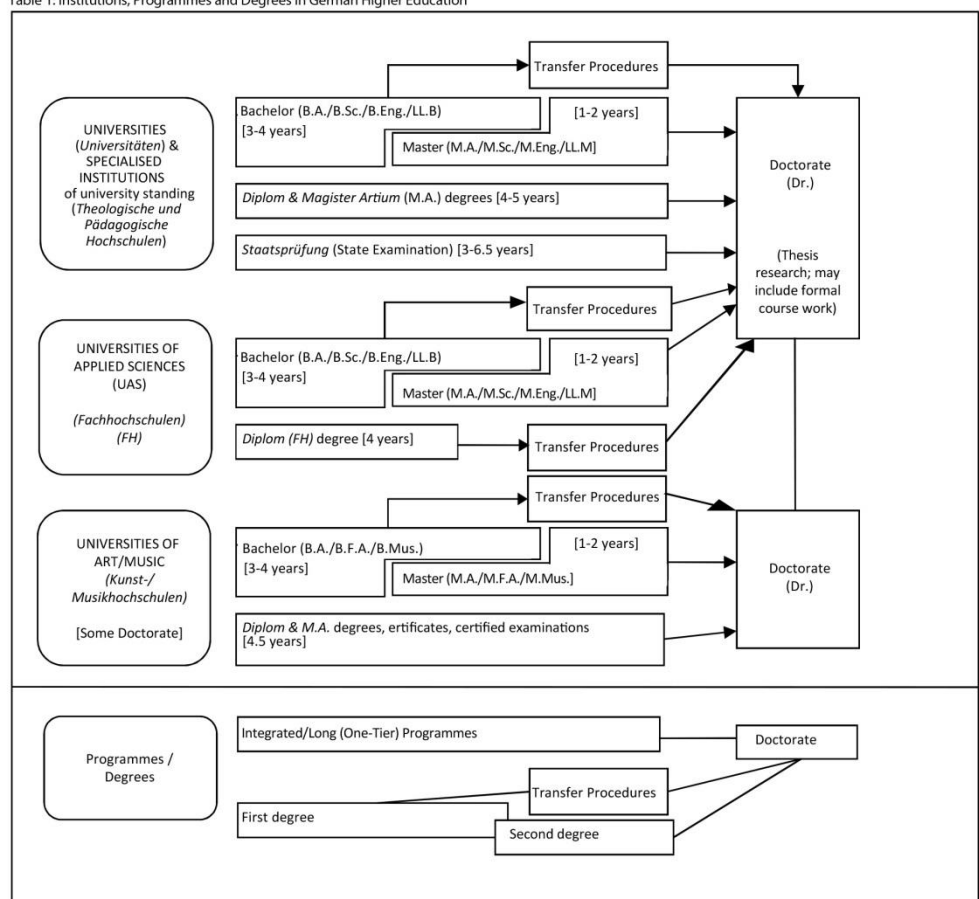 Table 1: Institutions, Programmes and Degrees in German Higher Education
Transfer Procedures
UNIVERSITIES
(Universitäten) &
SPECIALISED
INSTITUTIONS
of university standing
(Theologische und
Pädagogische
Hochschulen)
Bachelor (B.A./B.Sc./B.Eng./LL.B)
[3-4 years]
[1-2 years]
Master (M.A./M.Sc./M.Eng./LL.M]
Diplom & Magister Artium (M.A.) degrees [4-5 years]
Staatsprüfung (State Examination) [3-6.5 years]
Doctorate
(Dr.)
(Thesis
research; may
include formal
course work)
Transfer Procedures
UNIVERSITIES OF
APPLIED SCIENCES
(UAS)
(Fachhochschulen)
(FH)
Bachelor (B.A./B.Sc./B.Eng./LL.B)
[3-4 years]
[1-2 years]
Master (M.A./M.Sc./M.Eng./LL.M]
Diplom (FH) degree [4 years]
Transfer Procedures
Transfer Procedures
UNIVERSITIES OF
ART/MUSIC
(Kunst-/
Musikhochschulen)
[Some Doctorate]
Bachelor (B.A./B.F.A./B.Mus.)
[3-4 years]
[1-2 years]
Master (M.A./M.F.A./M.Mus.]
Diplom & M.A. degrees, ertificates, certified examinations
[4.5 years]
Doctorate
(Dr.)
Programmes /
Degrees
Integrated/Long (One-Tier) Programmes
Doctorate
Transfer Procedures
First degree
Second degree